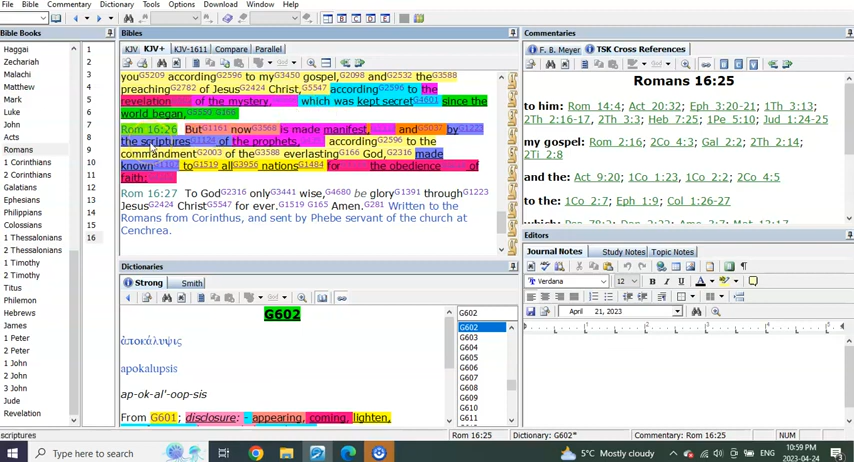 File View Bible Commentary Dictionary Tools Options Download Window Help
Bible Books
Haggai
Zechariah
Malachi
Matthew
Mark
Luke
John
Acts
Romans
1 Corinthians
2 Corinthians
Galatians
Ephesians
Philippians
Colossians
1 Thessalonians
2 Thessalonians
1 Timothy
2 Timothy
Titus
Philemon
Hebrews
James
1 Peter
2 Peter
1 John
2 John
3 John
Jude
Revelation
1
2
3
4
5
6
7
8
9
10
11
12
13
14
15
16
Bibles
KJV KJV+ KJV-1611 Compare Parallel
you G5209 according G2596 to my G3450 gospel, G2098 and G2532 the G3588
preaching G2782 of Jesus G2424 Christ, G5547 according to the
revelation of the mystery, which was kept secret G4601 since the
world began, G5550 G166
Rom 16:26 But G1161 now G3568 is made manifest, and G5037 by G1223
the scriptures G1124 of the prophets, according G2596 to the
commandment G2003 of the G3588 everlasting G166 God, G2316 made
known G1107 to G1519 all G3956 nations G1484 for the obedience of
faith:
Rom 16:27 To God G2316 only G3441 wise, G4680 be glory G1391 through G1223
Jesus G2424 Christ G5547 for ever. G1519 G165 Amen. G281 Written to the
Romans from Corinthus, and sent by Phebe servant of the church at
Cenchrea.
Dictionaries
Strong Smith
G602
ἀποκάλυψις
apokalupsis
ap-ok-al'-oop-sis
From G601; disclosure: - appearing, coming, lighten,
G602
G602
G603
G604
G605
G606
G607
G608
G609
G610
G611
Commentaries
F. B. Meyer TSK Cross References
Romans 16:25
to him: Rom 14:4; Act 20:32; Eph 3:20-21; 1Th 3:13;
2Th 2:16-17, 2Th 3:3; Heb 7:25; 1Pe 5:10; Jud 1:24-25
my gospel: Rom 2:16; 2Co 4:3; Gal 2:2; 2Th 2:14;
2Ti 2:8
and the: Act 9:20; 1Co 1:23, 1Co 2:2; 2Co 4:5
to the: 1Co 2:7; Eph 1:9; Col 1:26-27
Editors
Journal Notes Study Notes Topic Notes
Verdana 12 B I U A
April 21, 2023
1 2 3 4 5
scriptures
Rom 16:25 Dictionary: G602* Commentary: Rom 16:25 NUM
Type here to search
5°C Mostly cloudy
ENG
10:59 PM
2023-04-24